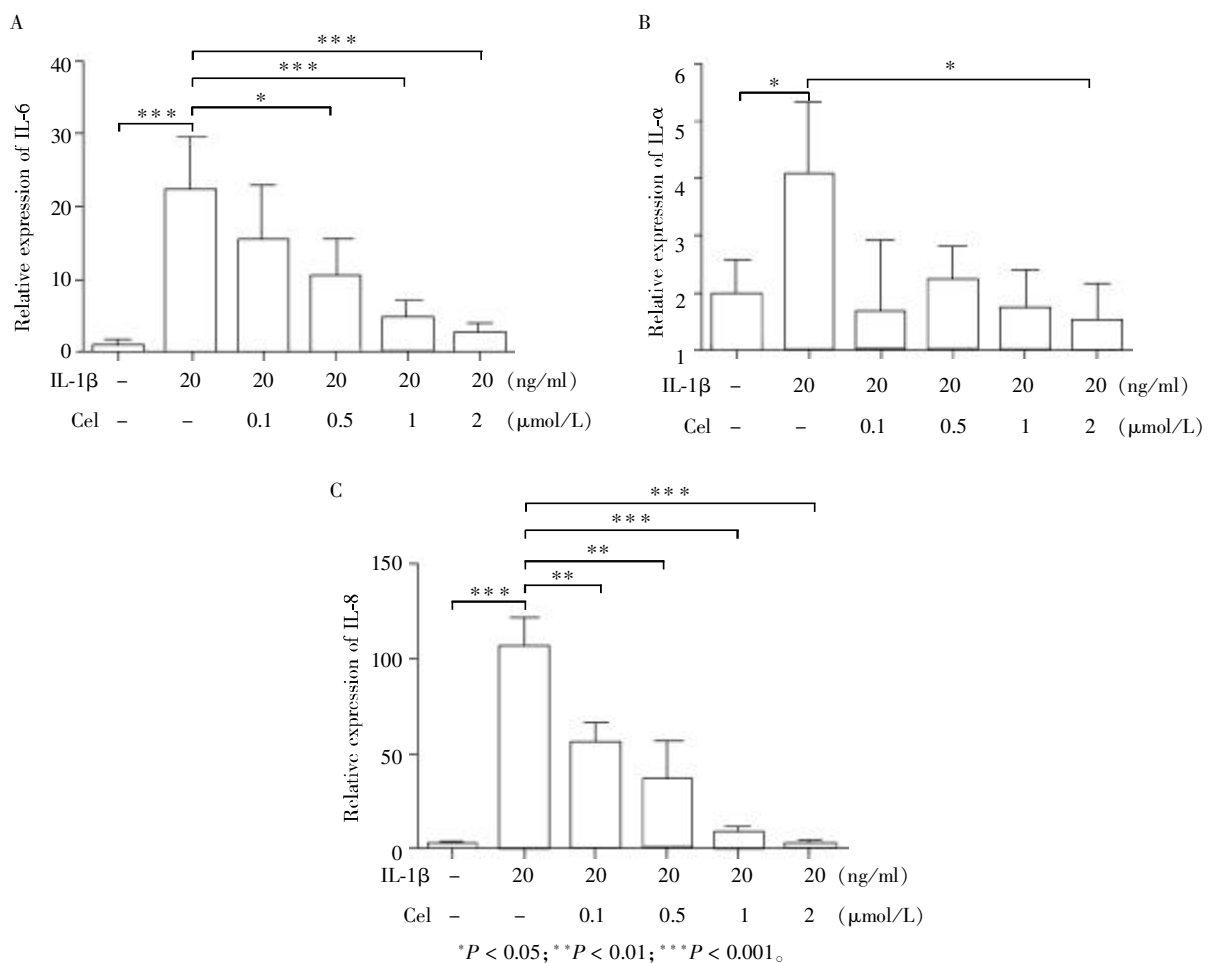 A
Relative expression of IL-6
40
30
20
10
0
***
***
*
***
IL-1β – 20 20 20 20 20 (ng/ml)
Cel – – 0.1 0.5 1 2 (μmol/L)
B
Relative expression of IL-α
6
5
4
3
2
1
*
*
IL-1β – 20 20 20 20 20 (ng/ml)
Cel – – 0.1 0.5 1 2 (μmol/L)
C
Relative expression of IL-8
150
100
50
0
***
***
**
**
***
IL-1β – 20 20 20 20 20 (ng/ml)
Cel – – 0.1 0.5 1 2 (μmol/L)
*P < 0.05; **P < 0.01; ***P < 0.001。